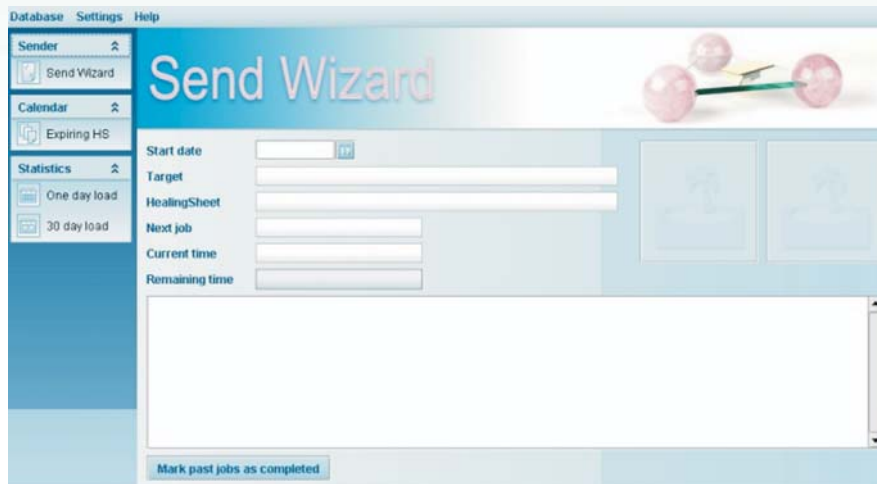 Database Settings Help
Sender
Send Wizard
Calendar
Expiring HS
Statistics
One day load
30 day load
Send Wizard
Start date
Target
HealingSheet
Next job
Current time
Remaining time
Mark past jobs as completed